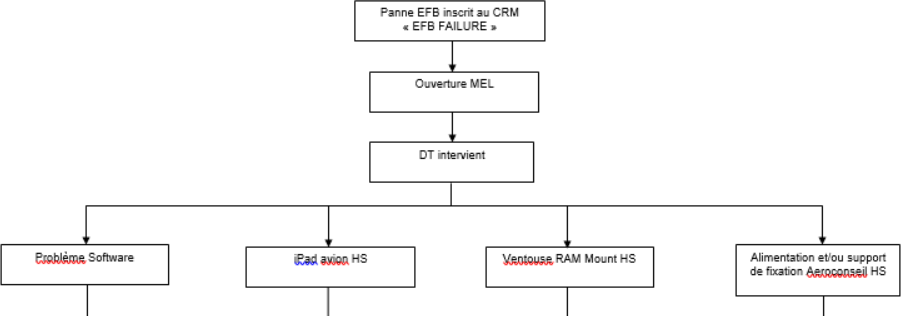 Panne EFB inscrit au CRM
« EFB FAILURE »
Ouverture MEL
DT intervient
Problème Software
iPad avion HS
Ventouse RAM Mount HS
Alimentation et/ou support
de fixation Aeroconseil HS